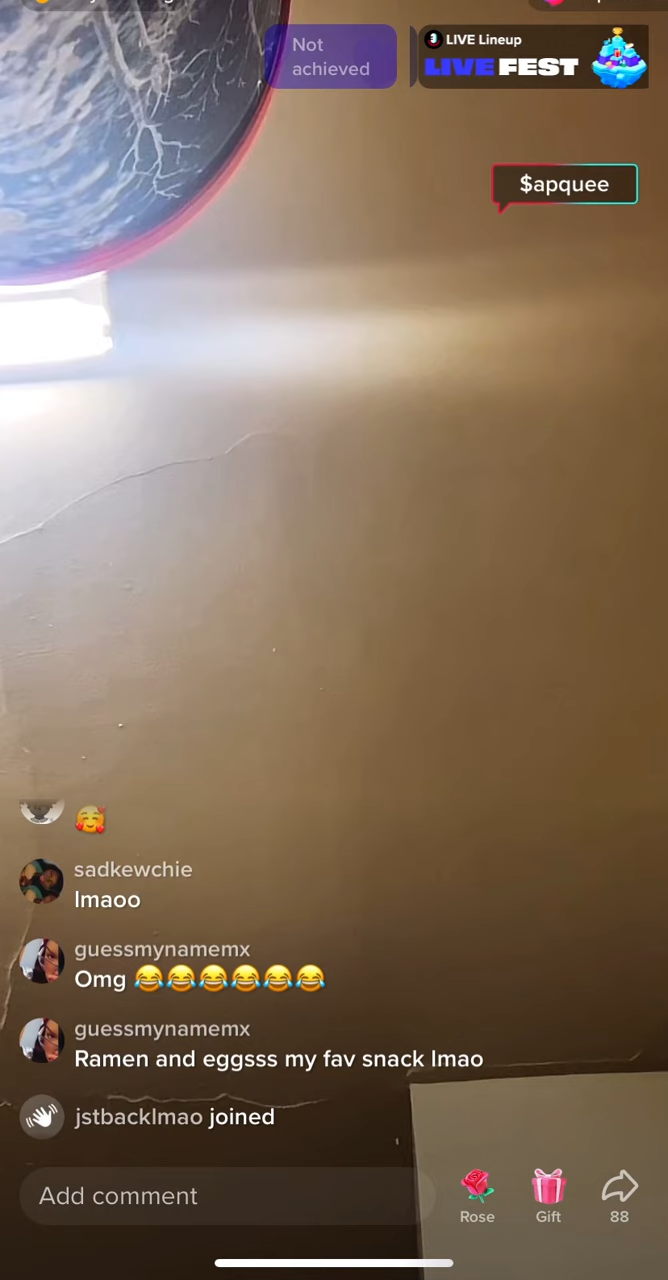 Not
achieved
LIVE Lineup
LIVE FEST
$apquee
🥰
sadkewchie
lmaoo
guessmynamemx
Omg 😂😂😂😂😂😂
guessmynamemx
Ramen and eggsss my fav snack lmao
jstbacklmao joined
Add comment
Rose
Gift
88